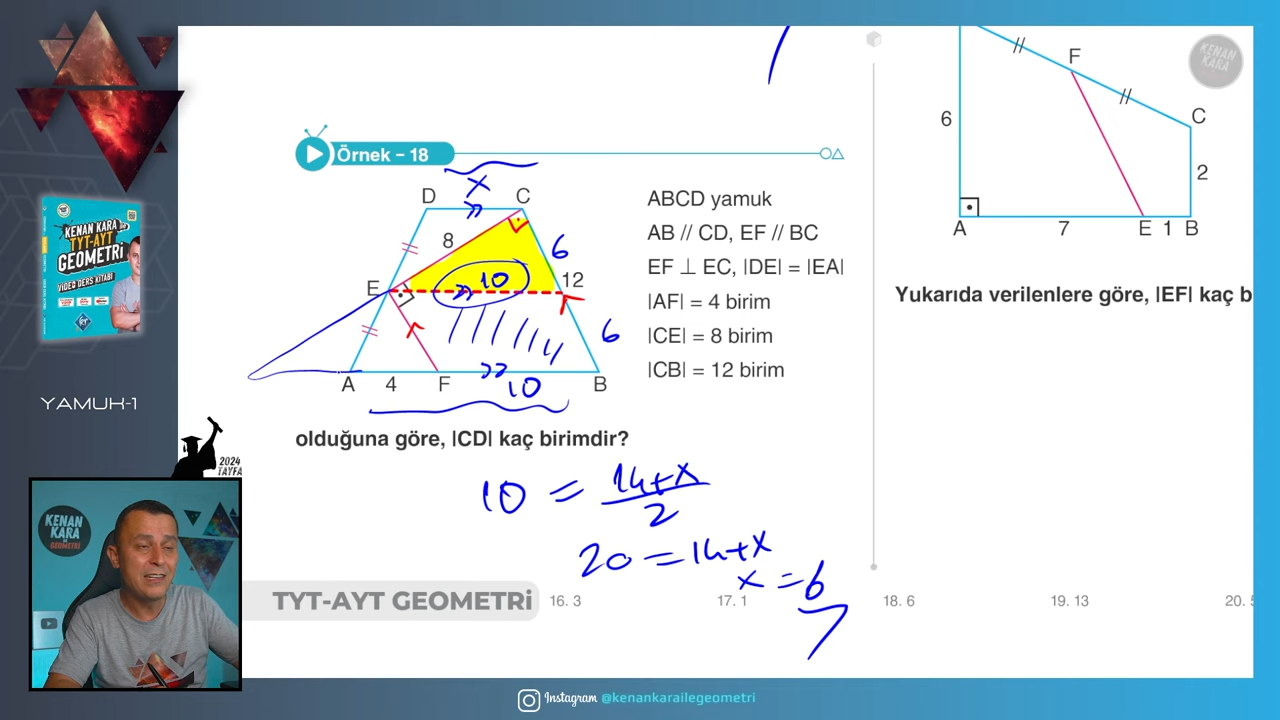 KENAN KARA
TYT-AYT
GEOMETRİ
VİDEO DERS KİTABI
YAMUK-1
2024
TAYFA
KENAN
KARA
GEOMETRİ
Örnek – 18
x
D
C
8
6
E
10
12
6
A
4
F
10
B
ABCD yamuk
AB // CD, EF // BC
EF ⊥ EC, |DE| = |EA|
|AF| = 4 birim
|CE| = 8 birim
|CB| = 12 birim
olduğuna göre, |CD| kaç birimdir?
10 = 14+x
2
20 = 14+x
x = 6
KENAN
KARA
F
C
6
2
A
7
E
1
B
Yukarıda verilenlere göre, |EF| kaç b
TYT-AYT GEOMETRİ
16. 3
17. 1
18. 6
19. 13
20. 5
Instagram @kenankarailegeometri